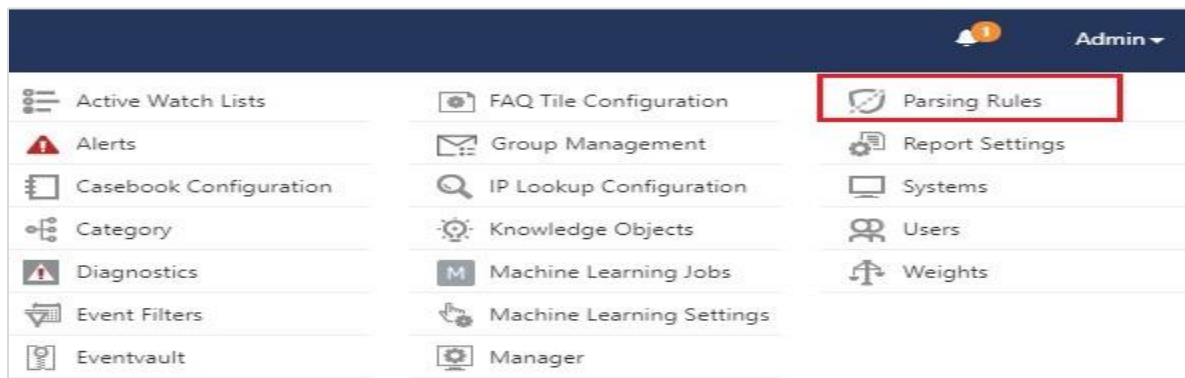 1
Admin
Active Watch Lists
Alerts
Casebook Configuration
Category
Diagnostics
Event Filters
Eventvault
FAQ Tile Configuration
Group Management
IP Lookup Configuration
Knowledge Objects
M Machine Learning Jobs
Machine Learning Settings
Manager
Parsing Rules
Report Settings
Systems
Users
Weights